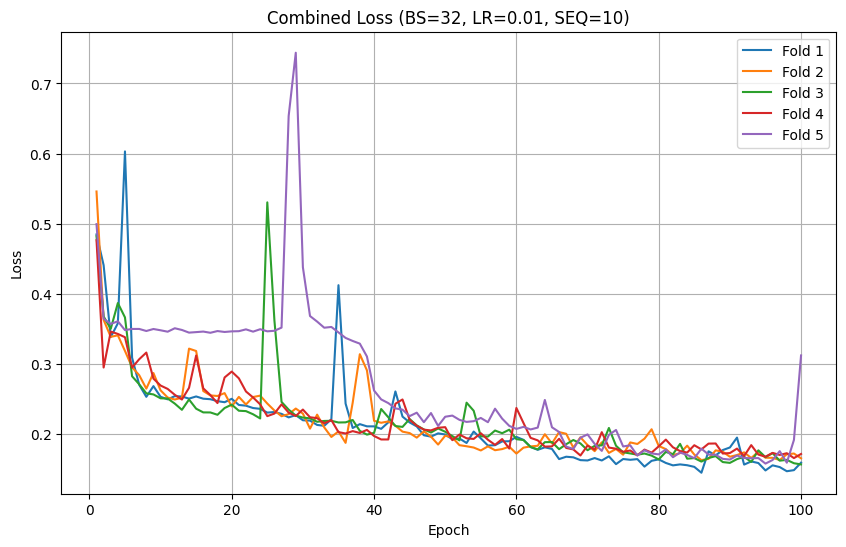 Combined Loss (BS=32, LR=0.01, SEQ=10)
Fold 1
Fold 2
Fold 3
Fold 4
Fold 5
0.7
0.6
0.5
0.4
0.3
0.2
Loss
0 20 40 60 80 100
Epoch